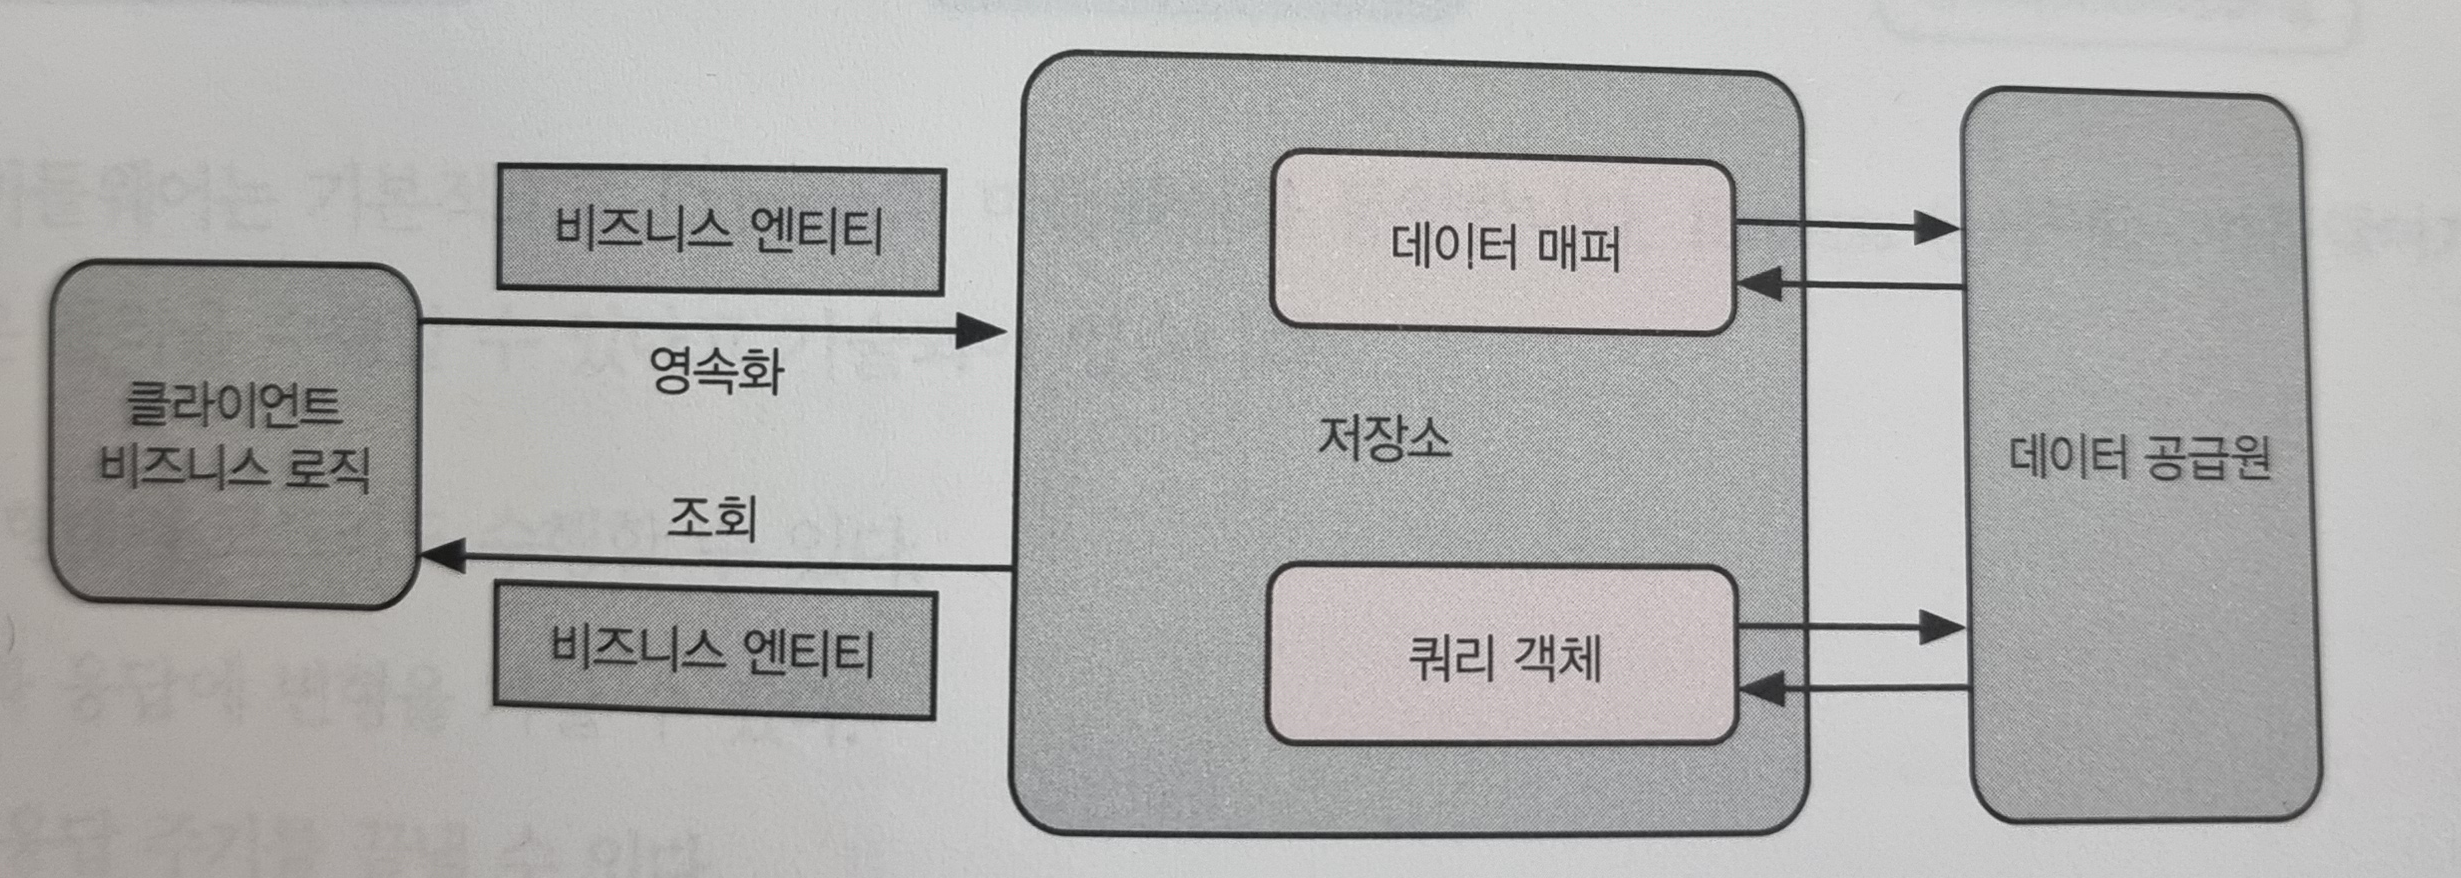 비즈니스 엔티티
영속화
클라이언트
비즈니스 로직
조회
비즈니스 엔티티
데이터 매퍼
저장소
쿼리 객체
데이터 공급원